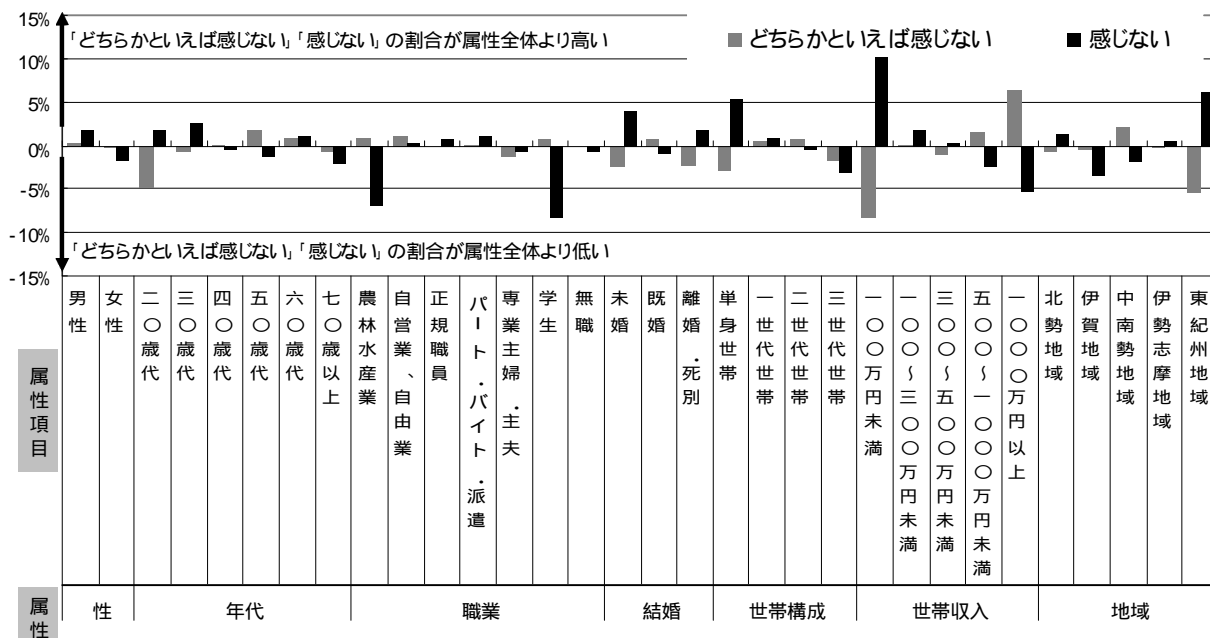 15%
「どちらかといえば感じない」「感じない」の割合が属性全体より高い
■ どちらかといえば感じない ■ 感じない
10%
5%
0%
-5%
-10%
「どちらかといえば感じない」「感じない」の割合が属性全体より低い
-15%
属性項目
男性
女性
二〇歳代
三〇歳代
四〇歳代
五〇歳代
六〇歳代
七〇歳以上
農林水産業
自営業、自由業
正規職員
パート・バイト・派遣
専業主婦・主夫
学生
無職
未婚
既婚
離婚・死別
単身世帯
一世代世帯
二世代世帯
三世代世帯
一〇〇万円未満
一〇〇~三〇〇万円未満
三〇〇~五〇〇万円未満
五〇〇~一〇〇〇万円未満
一〇〇〇万円以上
北勢地域
伊賀地域
中南勢地域
伊勢志摩地域
東紀州地域
属性
性
年代
職業
結婚
世帯構成
世帯収入
地域